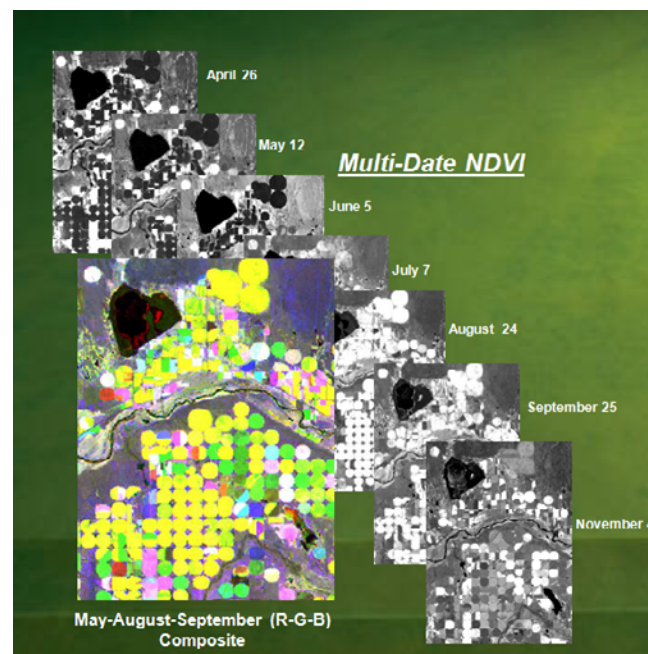 April 26
May 12
Multi-Date NDVI
June 5
July 7
August 24
September 25
November 4
May-August-September (R-G-B)
Composite